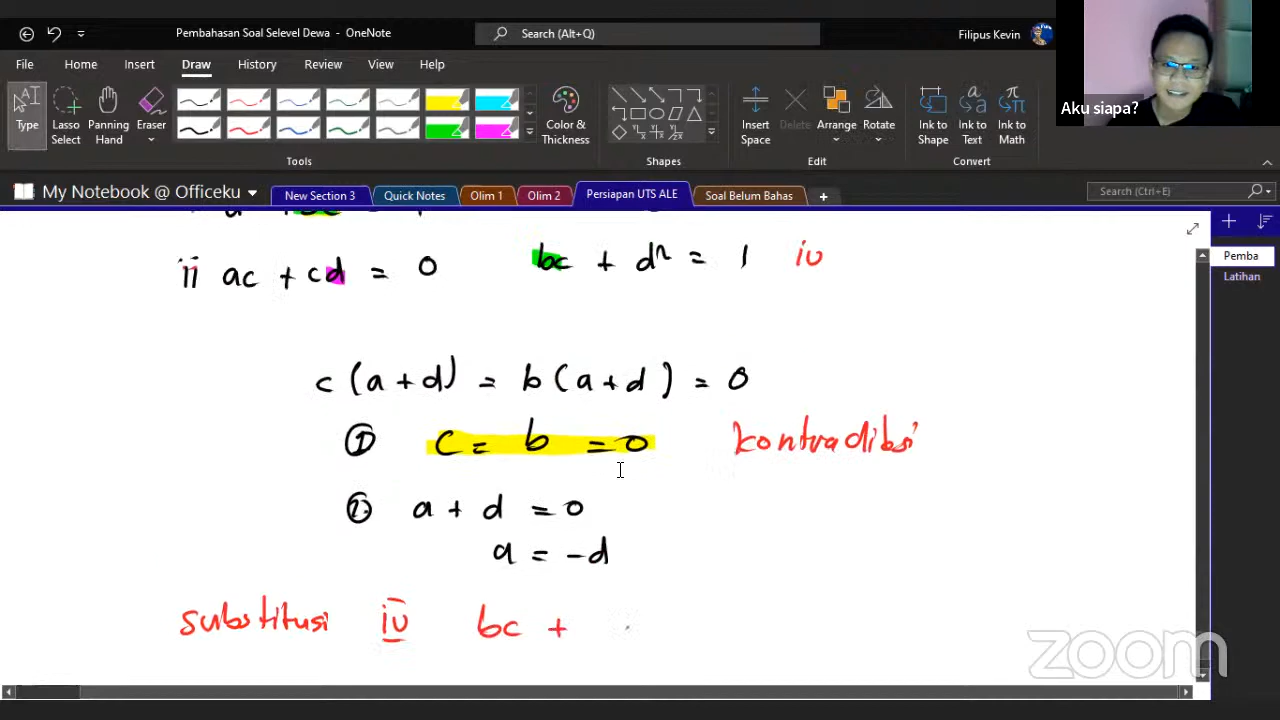 Pembahasan Soal Selevel Dewa - OneNote
Search (Alt+Q)
Filipus Kevin
Aku siapa?
File Home Insert Draw History Review View Help
Type
Lasso Select
Panning Hand
Eraser
Color & Thickness
Insert Space
Delete
Arrange
Rotate
Ink to Shape
Ink to Text
Ink to Math
Tools Shapes Edit Convert
My Notebook @ Officeku
New Section 3 Quick Notes Olim 1 Olim 2 Persiapan UTS ALE Soal Belum Bahas +
Search (Ctrl+E)
Pemba
Latihan
ii ac + cd = 0
bc + d² = 1 iv
c (a + d) = b (a + d) = 0
① c = b = 0 kontradiksi
② a + d = 0
a = -d
substitusi iv bc +
zoom